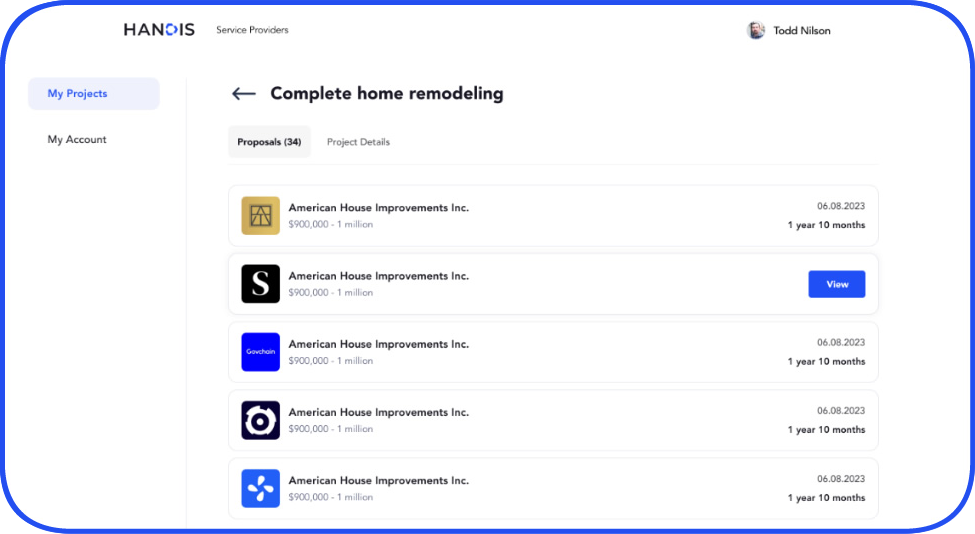 HANDIS
Service Providers
Todd Nilson
My Projects
My Account
Complete home remodeling
Proposals (34)
Project Details
American House Improvements Inc.
$900,000 - 1 million
06.08.2023
1 year 10 months
S
American House Improvements Inc.
$900,000 - 1 million
View
Govchain
American House Improvements Inc.
$900,000 - 1 million
06.08.2023
1 year 10 months
American House Improvements Inc.
$900,000 - 1 million
06.08.2023
1 year 10 months
American House Improvements Inc.
$900,000 - 1 million
06.08.2023
1 year 10 months